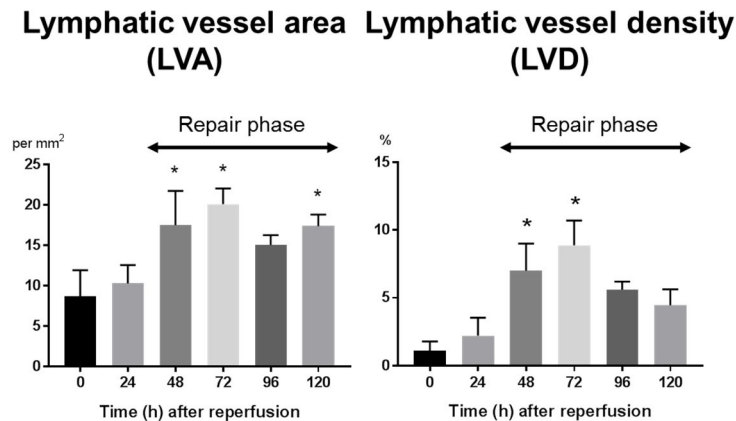 Lymphatic vessel area
(LVA)
Lymphatic vessel density
(LVD)
Repair phase
per mm²
25
20
15
10
5
0
* * *
0 24 48 72 96 120
Time (h) after reperfusion
Repair phase
%
15
10
5
0
* *
0 24 48 72 96 120
Time (h) after reperfusion